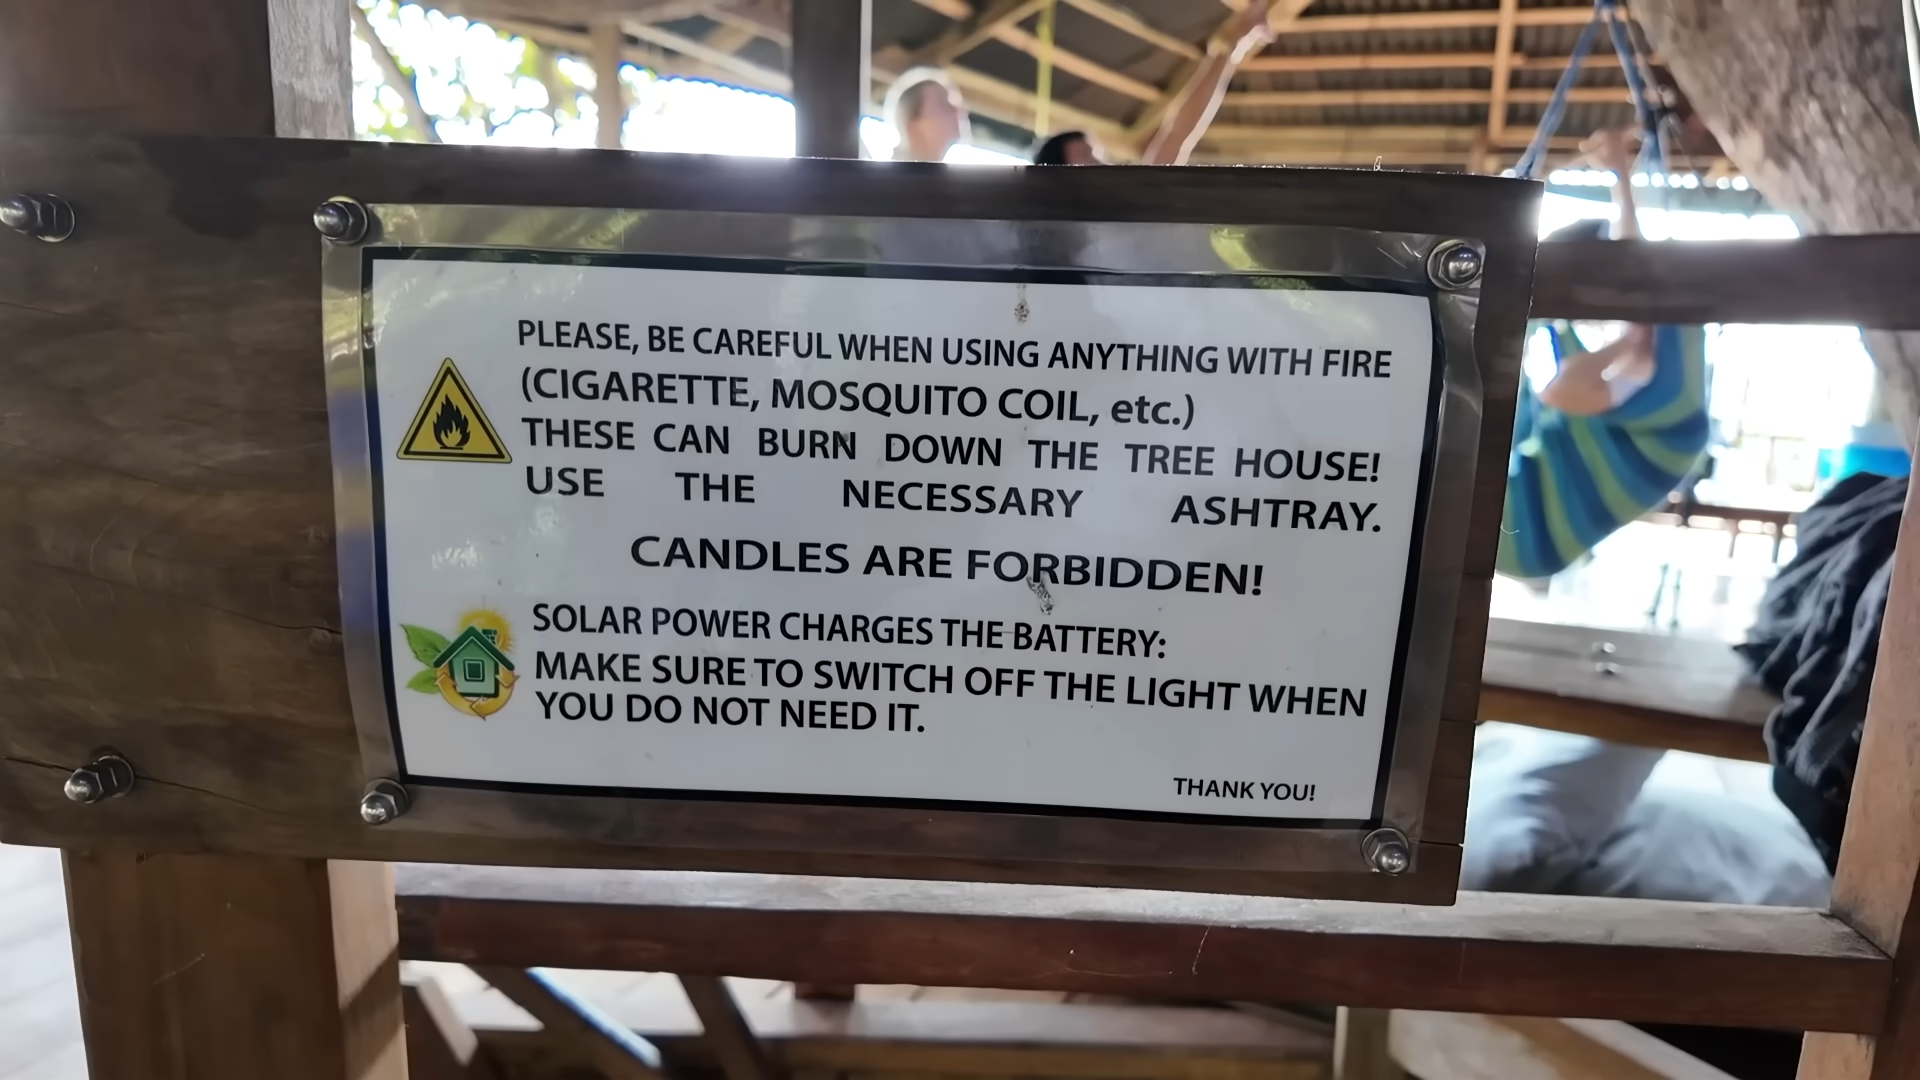 PLEASE, BE CAREFUL WHEN USING ANYTHING WITH FIRE
(CIGARETTE, MOSQUITO COIL, etc.)
THESE CAN BURN DOWN THE TREE HOUSE!
USE THE NECESSARY ASHTRAY.
CANDLES ARE FORBIDDEN!
SOLAR POWER CHARGES THE BATTERY:
MAKE SURE TO SWITCH OFF THE LIGHT WHEN
YOU DO NOT NEED IT.
THANK YOU!